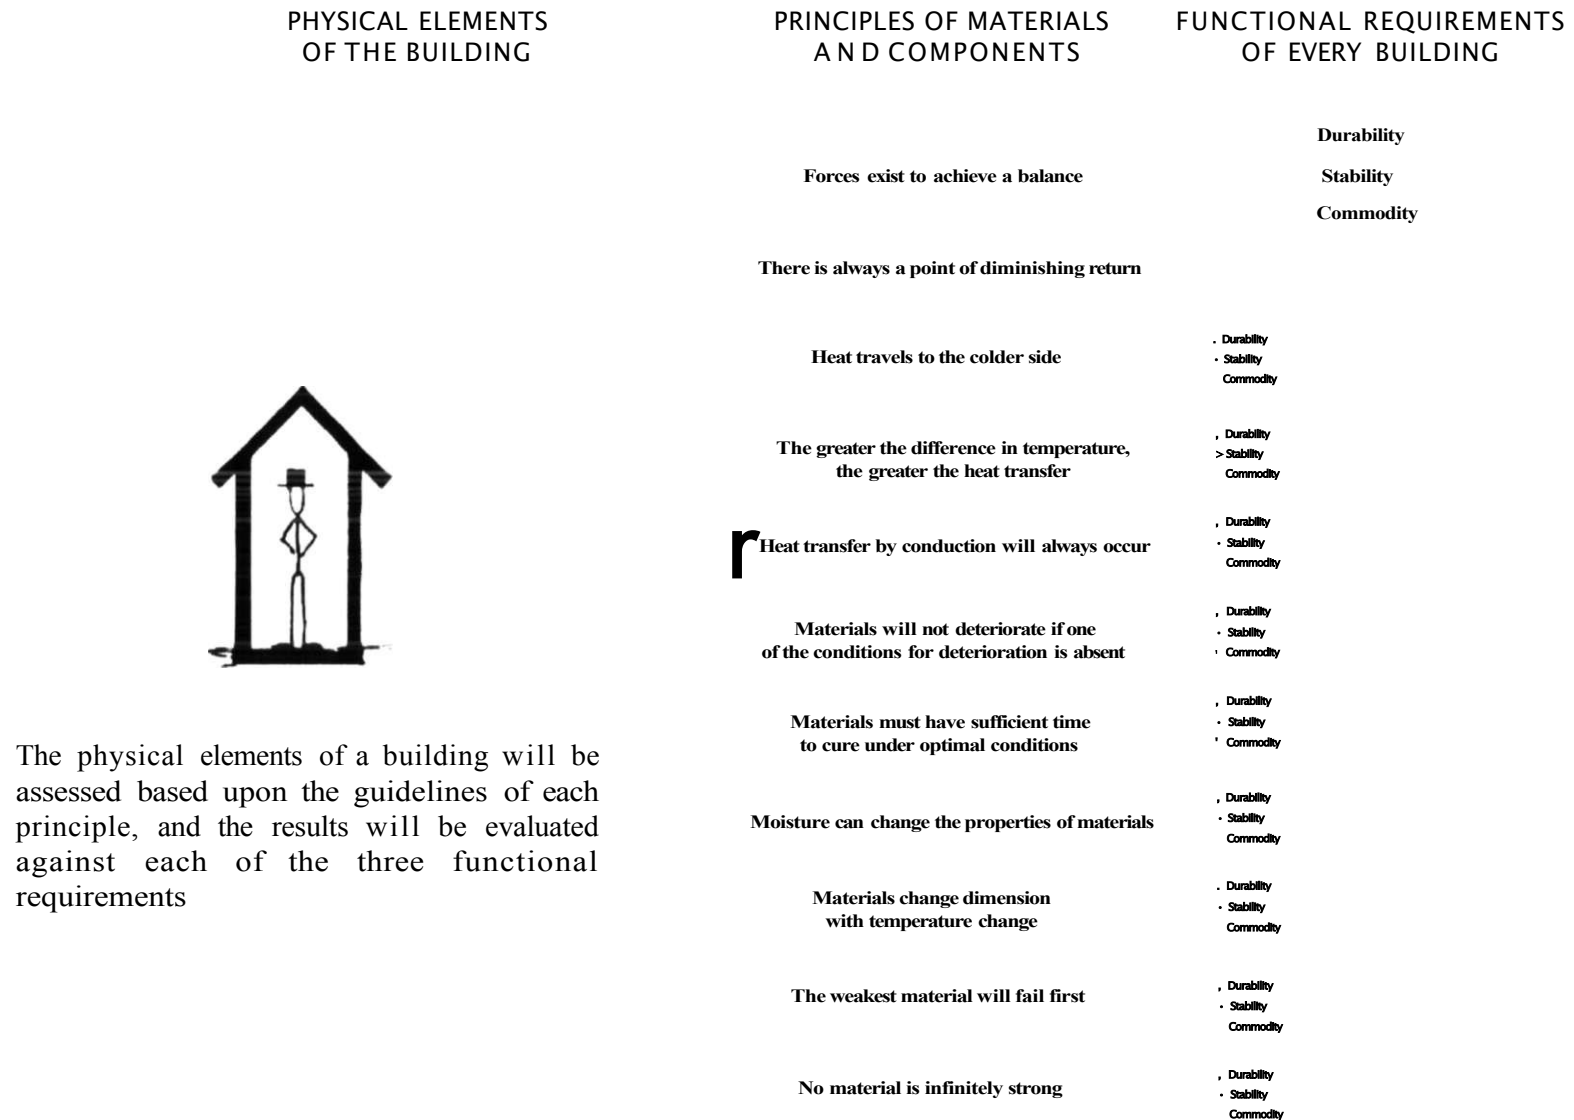 PHYSICAL ELEMENTS
OF THE BUILDING
PRINCIPLES OF MATERIALS
AND COMPONENTS
FUNCTIONAL REQUIREMENTS
OF EVERY BUILDING
Durability
Forces exist to achieve a balance
Stability
Commodity
There is always a point of diminishing return
Heat travels to the colder side
. Durability
· Stability
Commodity
The greater the difference in temperature,
the greater the heat transfer
, Durability
> Stability
Commodity
r Heat transfer by conduction will always occur
, Durability
· Stability
Commodity
Materials will not deteriorate if one
of the conditions for deterioration is absent
, Durability
· Stability
' Commodity
Materials must have sufficient time
to cure under optimal conditions
, Durability
· Stability
' Commodity
Moisture can change the properties of materials
, Durability
· Stability
Commodity
Materials change dimension
with temperature change
. Durability
· Stability
Commodity
The weakest material will fail first
, Durability
· Stability
Commodity
No material is infinitely strong
, Durability
· Stability
Commodity
The physical elements of a building will be
assessed based upon the guidelines of each
principle, and the results will be evaluated
against each of the three functional
requirements